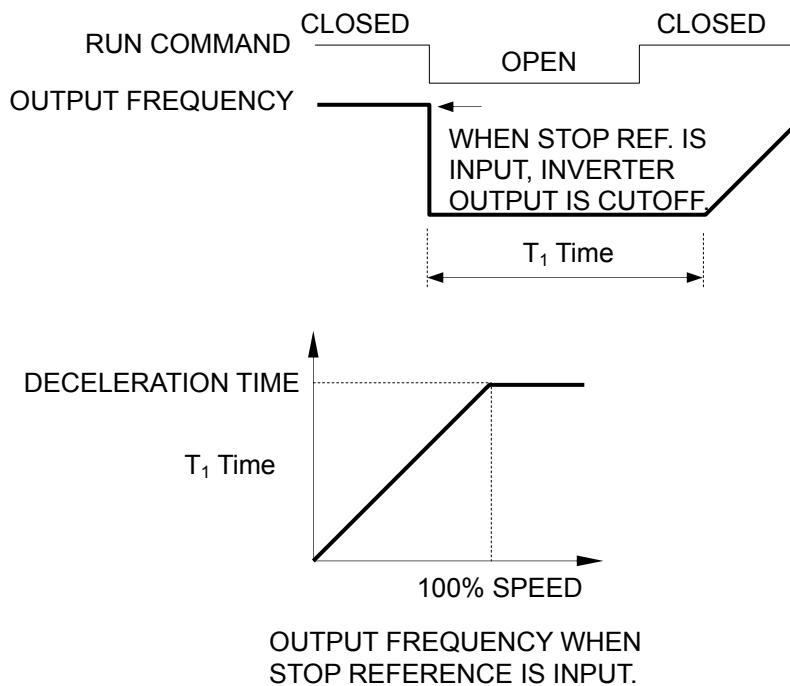 CLOSED
CLOSED
RUN COMMAND
OPEN
OUTPUT FREQUENCY
WHEN STOP REF. IS
INPUT, INVERTER
OUTPUT IS CUTOFF.
T₁ Time
DECELERATION TIME
T₁ Time
100% SPEED
OUTPUT FREQUENCY WHEN
STOP REFERENCE IS INPUT.